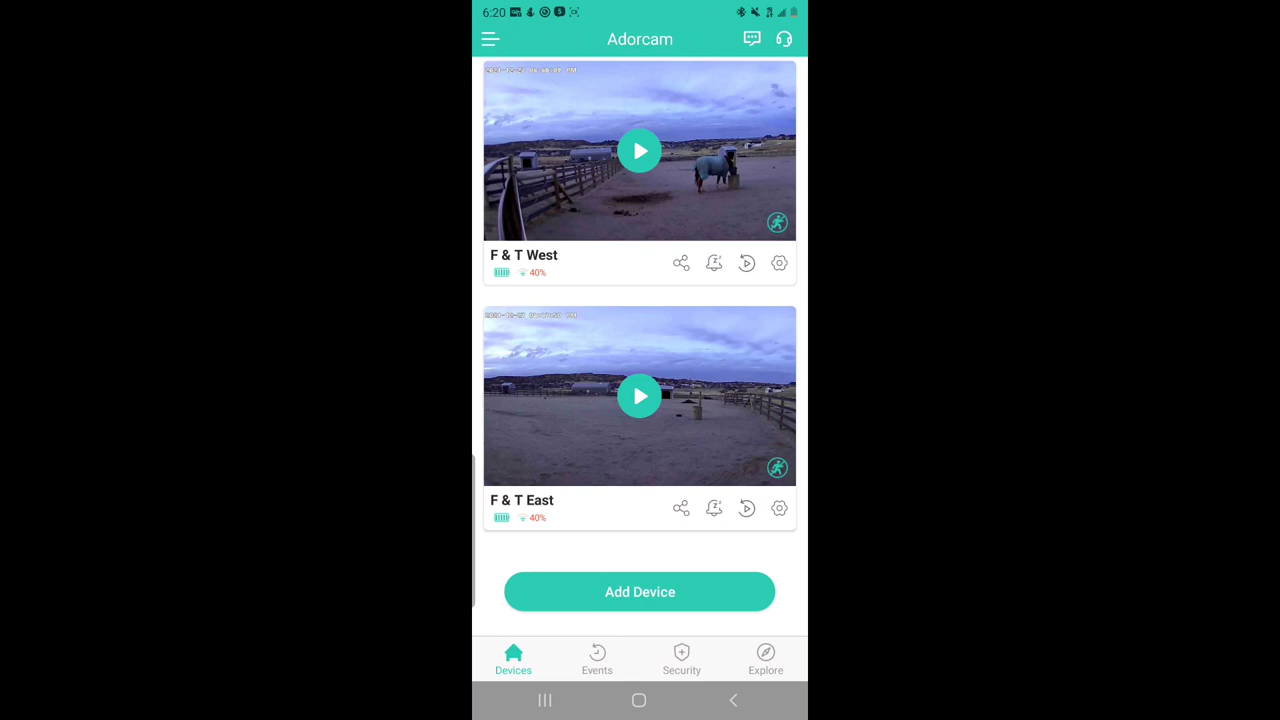 6:20
Adorcam
F & T West
40%
F & T East
40%
Add Device
Devices
Events
Security
Explore